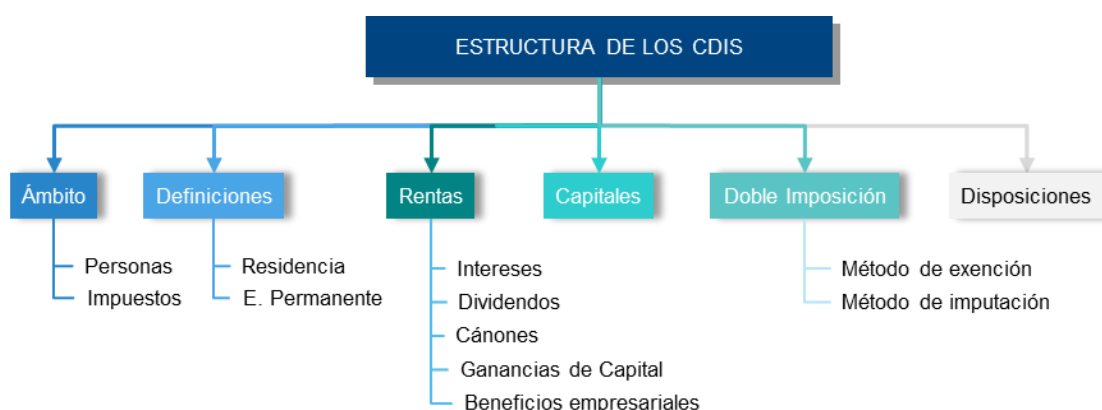 ESTRUCTURA DE LOS CDIS
Ámbito
Definiciones
Rentas
Capitales
Doble Imposición
Disposiciones
Personas
Impuestos
Residencia
E. Permanente
Intereses
Dividendos
Cánones
Ganancias de Capital
Beneficios empresariales
Método de exención
Método de imputación